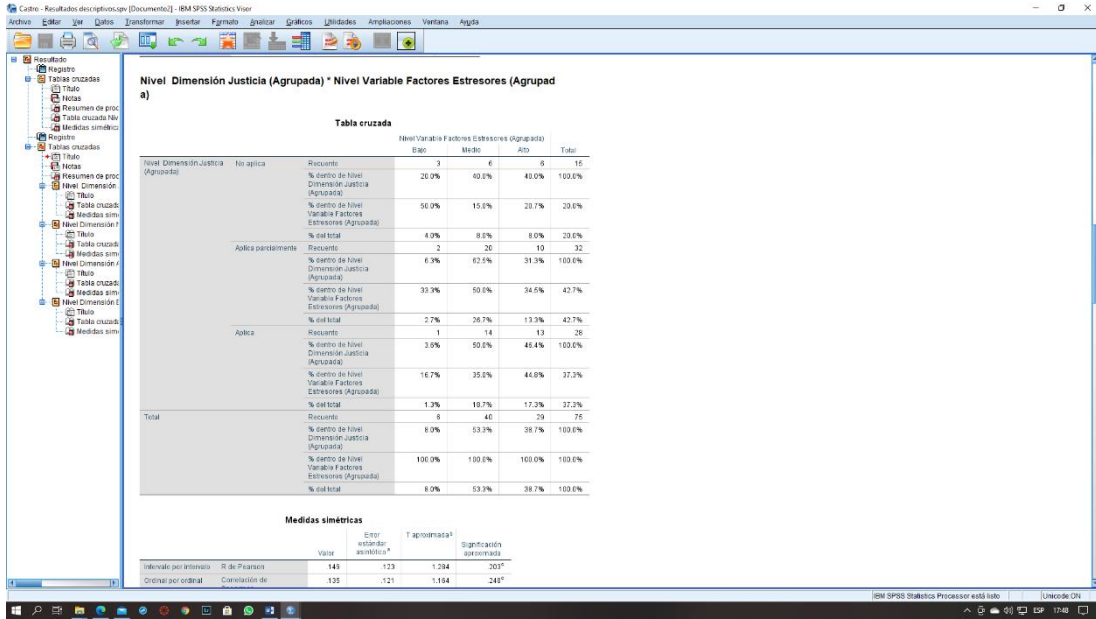 Castro - Resultados descriptivos.spv [Documento2] - IBM SPSS Statistics Visor
Archivo Editar Ver Datos Transformar Insertar Formato Analizar Gráficos Utilidades Ampliaciones Ventana Ayuda
Resultado
Registro
Tablas cruzadas
Título
Notas
Resumen de proc
Tabla cruzada Niv
Medidas simétrica
Registro
Tablas cruzadas
Título
Notas
Resumen de proc
Nivel Dimensión
Título
Tabla cruzada
Medidas sim
Nivel Dimensión
Título
Tabla cruzada
Medidas sim
Nivel Dimensión A
Título
Tabla cruzada
Medidas sim
Nivel Dimensión
Título
Tabla cruzada
Medidas sim
Nivel Dimensión Justicia (Agrupada) * Nivel Variable Factores Estresores (Agrupad
a)
Tabla cruzada
Nivel Variable Factores Estresores (Agrupada)
Bajo Medio Alto Total
Nivel Dimensión Justicia (Agrupada) No aplica Recuento 3 6 6 15
% dentro de Nivel Dimensión Justicia (Agrupada) 20.0% 40.0% 40.0% 100.0%
% dentro de Nivel Variable Factores Estresores (Agrupada) 50.0% 15.0% 20.7% 20.0%
% del total 4.0% 8.0% 8.0% 20.0%
Aplica parcialmente Recuento 2 20 10 32
% dentro de Nivel Dimensión Justicia (Agrupada) 6.3% 62.5% 31.3% 100.0%
% dentro de Nivel Variable Factores Estresores (Agrupada) 33.3% 50.0% 34.5% 42.7%
% del total 2.7% 26.7% 13.3% 42.7%
Aplica Recuento 1 14 13 28
% dentro de Nivel Dimensión Justicia (Agrupada) 3.6% 50.0% 46.4% 100.0%
% dentro de Nivel Variable Factores Estresores (Agrupada) 16.7% 35.0% 44.8% 37.3%
% del total 1.3% 18.7% 17.3% 37.3%
Total Recuento 6 40 29 75
% dentro de Nivel Dimensión Justicia (Agrupada) 8.0% 53.3% 38.7% 100.0%
% dentro de Nivel Variable Factores Estresores (Agrupada) 100.0% 100.0% 100.0% 100.0%
% del total 8.0% 53.3% 38.7% 100.0%
Medidas simétricas
Valor Error estándar asintótico a T aproximada b Significación aproximada
Intervalo por intervalo R de Pearson .123 1.284 .203 c
Ordinal por ordinal Correlación de .135 .121 1.164 .248 c
IBM SPSS Statistics Processor está listo Unicode:ON
ESP 17:48